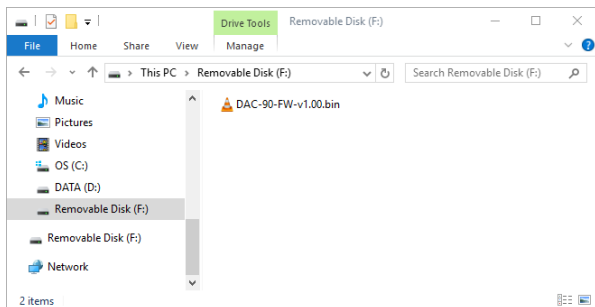 Drive Tools Removable Disk (F:)
File Home Share View Manage
This PC > Removable Disk (F:) Search Removable Disk (F:)
Music
Pictures
Videos
OS (C:)
DATA (D:)
Removable Disk (F:)
Removable Disk (F:)
Network
DAC-90-FW-v1.00.bin
2 items